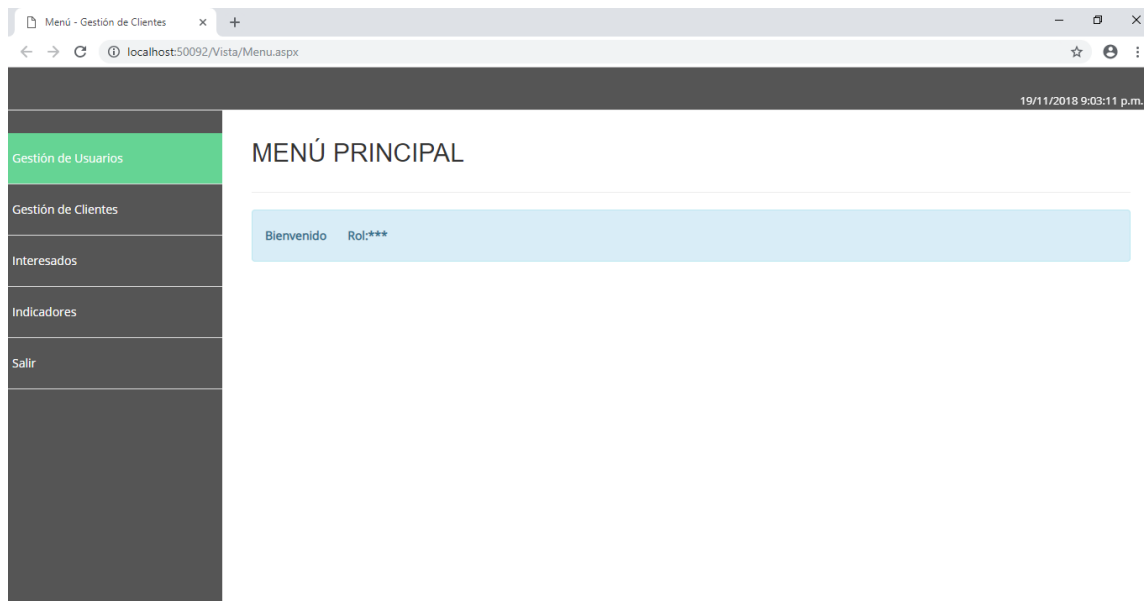 Menú - Gestión de Clientes
localhost:50092/Vista/Menu.aspx
19/11/2018 9:03:11 p.m.
Gestión de Usuarios
Gestión de Clientes
Interesados
Indicadores
Salir
MENÚ PRINCIPAL
Bienvenido Rol:***